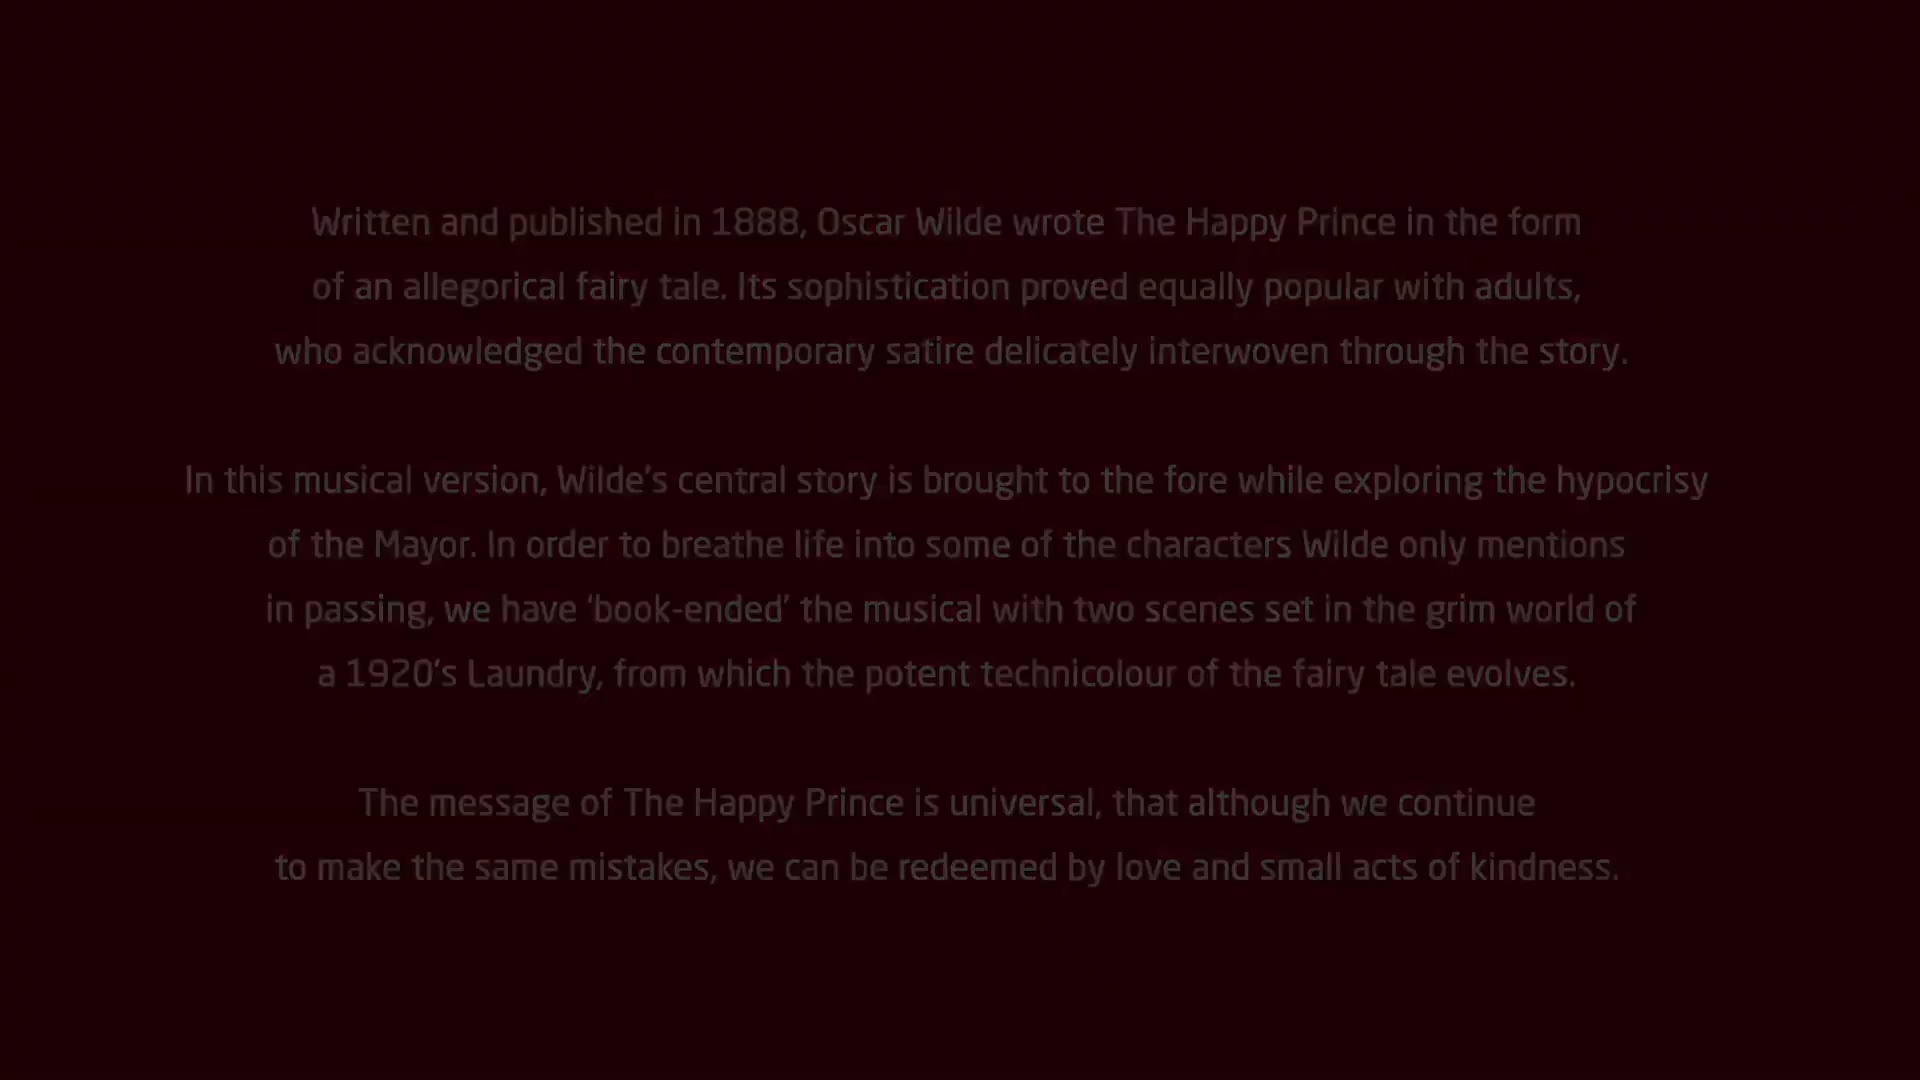 Written and published in 1888, Oscar Wilde wrote The Happy Prince in the form
of an allegorical fairy tale. Its sophistication proved equally popular with adults,
who acknowledged the contemporary satire delicately interwoven through the story.
In this musical version, Wilde's central story is brought to the fore while exploring the hypocrisy
of the Mayor. In order to breathe life into some of the characters Wilde only mentions
in passing, we have ‘book-ended’ the musical with two scenes set in the grim world of
a 1920's Laundry, from which the potent technicolour of the fairy tale evolves.
The message of The Happy Prince is universal, that although we continue
to make the same mistakes, we can be redeemed by love and small acts of kindness.